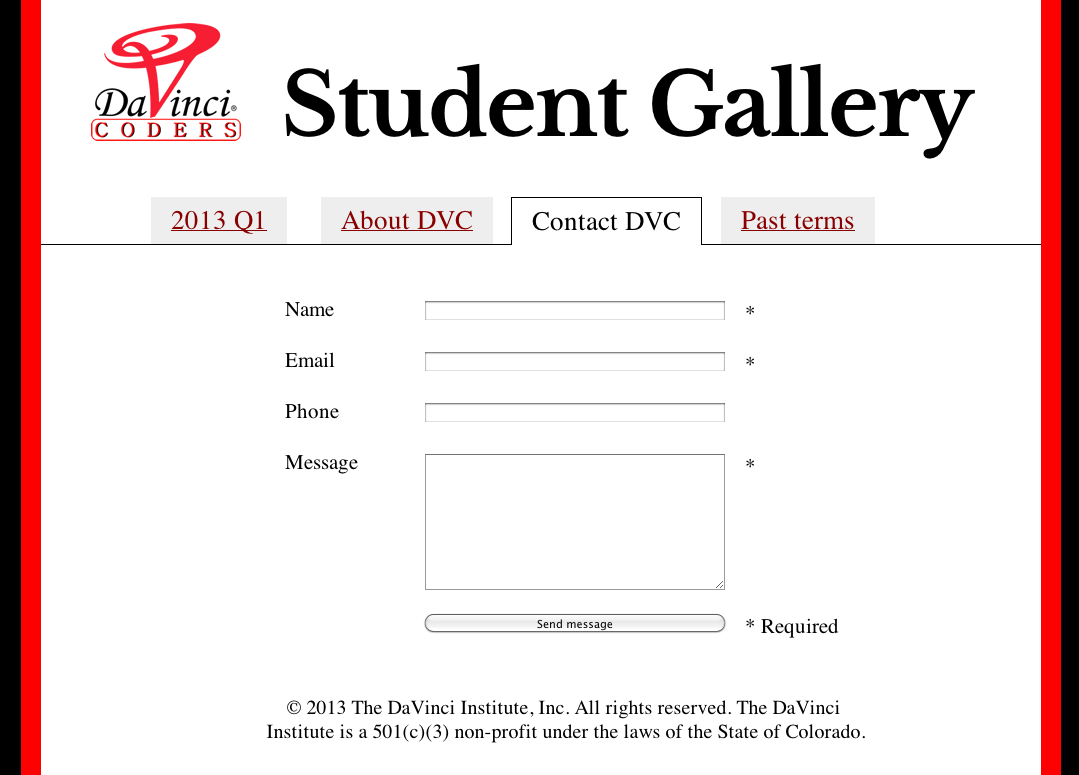 DaVinci®
CODERS
Student Gallery
2013 Q1 About DVC Contact DVC Past terms
Name *
Email *
Phone
Message *
Send message * Required
© 2013 The DaVinci Institute, Inc. All rights reserved. The DaVinci
Institute is a 501(c)(3) non-profit under the laws of the State of Colorado.